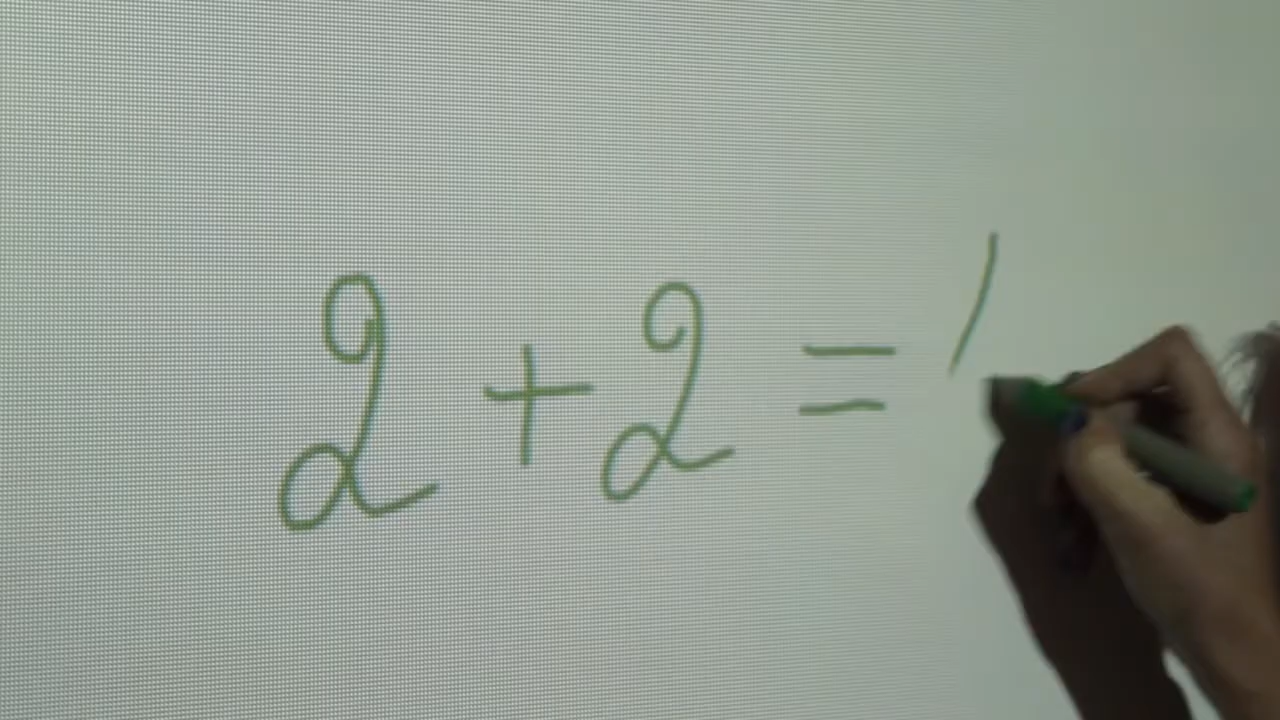 2 + 2 =